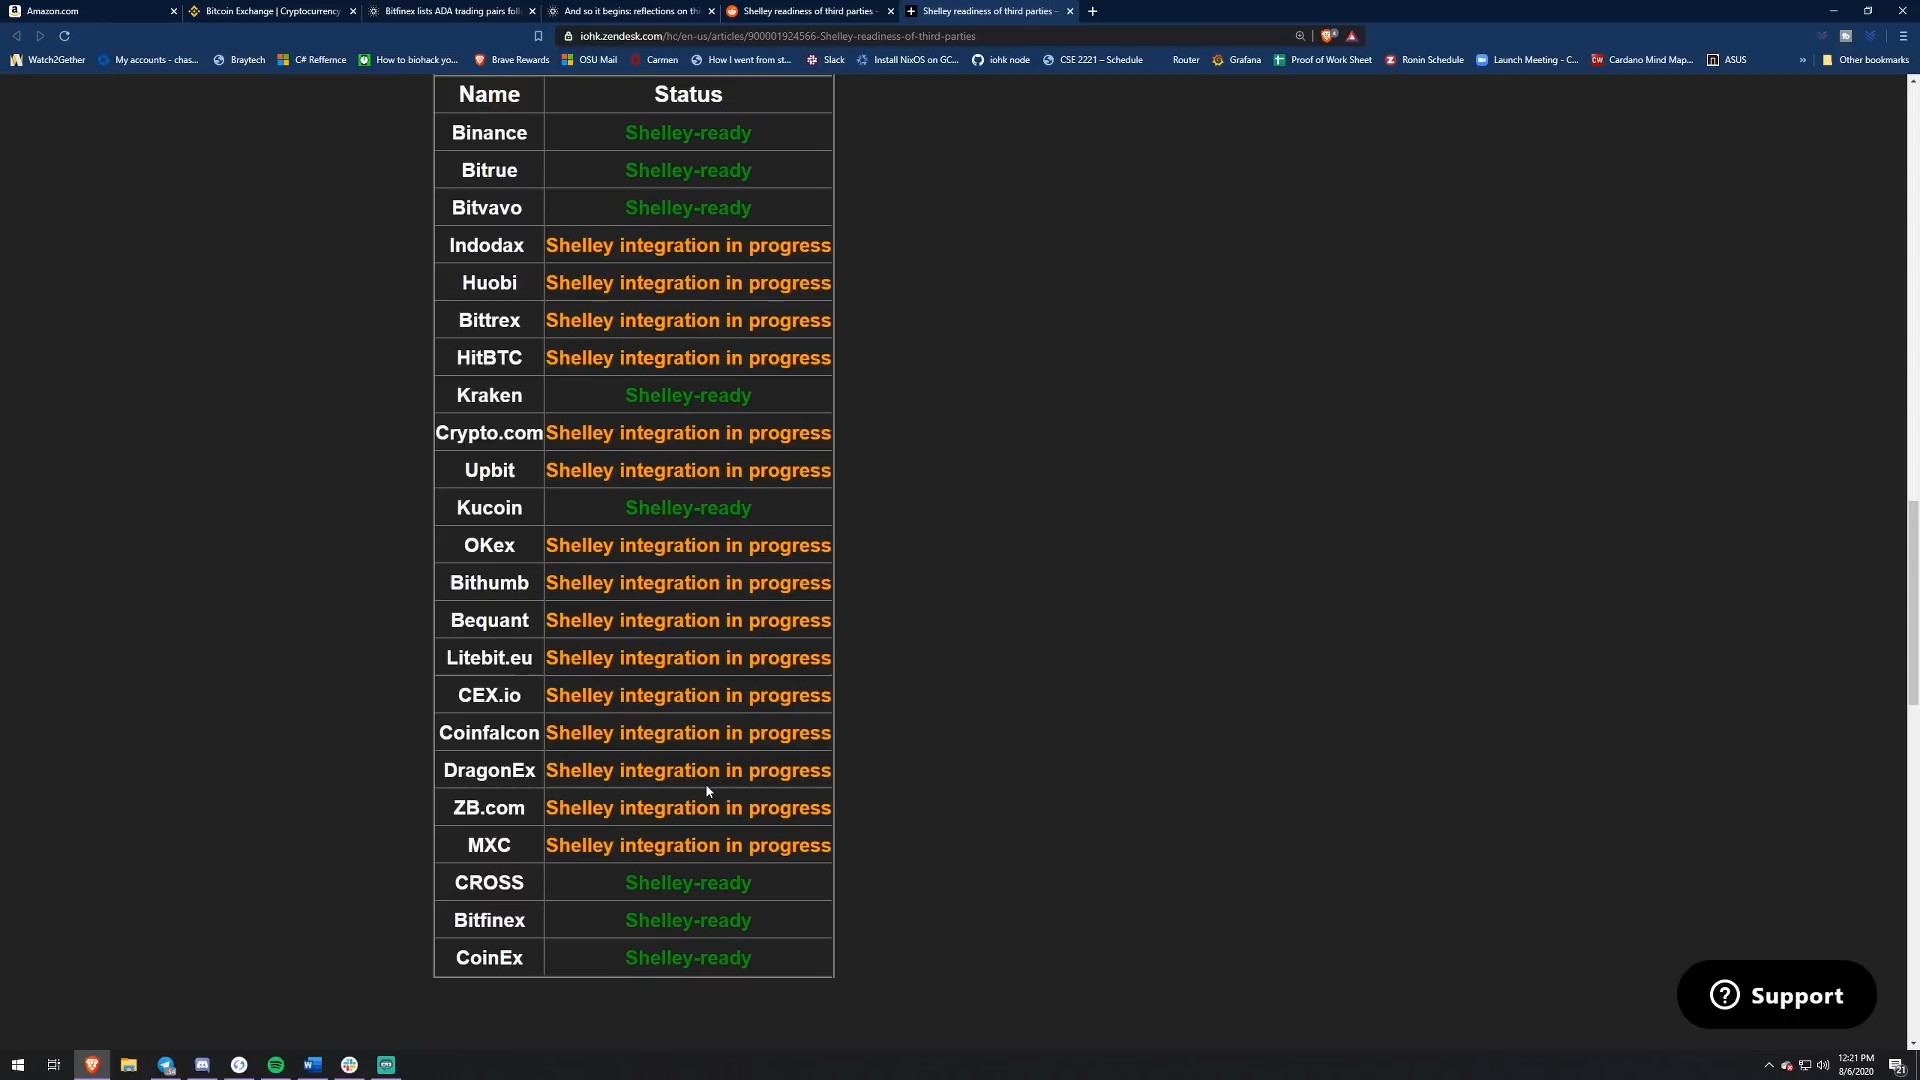 Amazon.com
Bitcoin Exchange | Cryptocurrency
Bitfinex lists ADA trading pairs foll
And so it begins: reflections on th
Shelley readiness of third parties -
Shelley readiness of third parties –
iohk.zendesk.com/hc/en-us/articles/900001924566-Shelley-readiness-of-third-parties
Watch2Gether
My accounts - chas...
Braytech
C# Reffernce
How to biohack yo...
Brave Rewards
OSU Mail
Carmen
How I went from st...
Slack
Install NixOS on GC...
iohk node
CSE 2221 – Schedule
Router
Grafana
Proof of Work Sheet
Ronin Schedule
Launch Meeting - C...
Cardano Mind Map...
ASUS
Other bookmarks
Name Status
Binance Shelley-ready
Bitrue Shelley-ready
Bitvavo Shelley-ready
Indodax Shelley integration in progress
Huobi Shelley integration in progress
Bittrex Shelley integration in progress
HitBTC Shelley integration in progress
Kraken Shelley-ready
Crypto.com Shelley integration in progress
Upbit Shelley integration in progress
Kucoin Shelley-ready
OKex Shelley integration in progress
Bithumb Shelley integration in progress
Bequant Shelley integration in progress
Litebit.eu Shelley integration in progress
CEX.io Shelley integration in progress
Coinfalcon Shelley integration in progress
DragonEx Shelley integration in progress
ZB.com Shelley integration in progress
MXC Shelley integration in progress
CROSS Shelley-ready
Bitfinex Shelley-ready
CoinEx Shelley-ready
Support
12:21 PM
8/6/2020
21